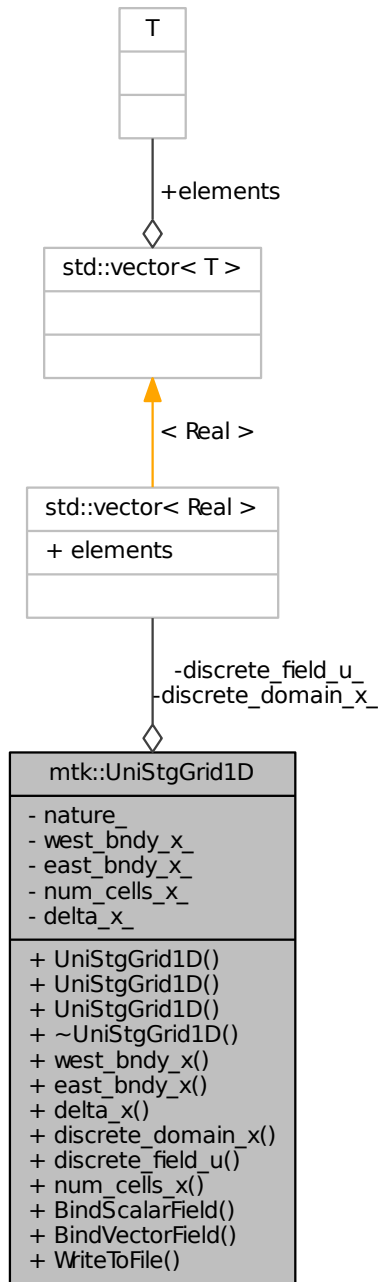 T
+elements
std::vector< T >
< Real >
std::vector< Real >
+ elements
-discrete_field_u_
-discrete_domain_x_
mtk::UniStgGrid1D
- nature_
- west_bndy_x_
- east_bndy_x_
- num_cells_x_
- delta_x_
+ UniStgGrid1D()
+ UniStgGrid1D()
+ UniStgGrid1D()
+ ~UniStgGrid1D()
+ west_bndy_x()
+ east_bndy_x()
+ delta_x()
+ discrete_domain_x()
+ discrete_field_u()
+ num_cells_x()
+ BindScalarField()
+ BindVectorField()
+ WriteToFile()